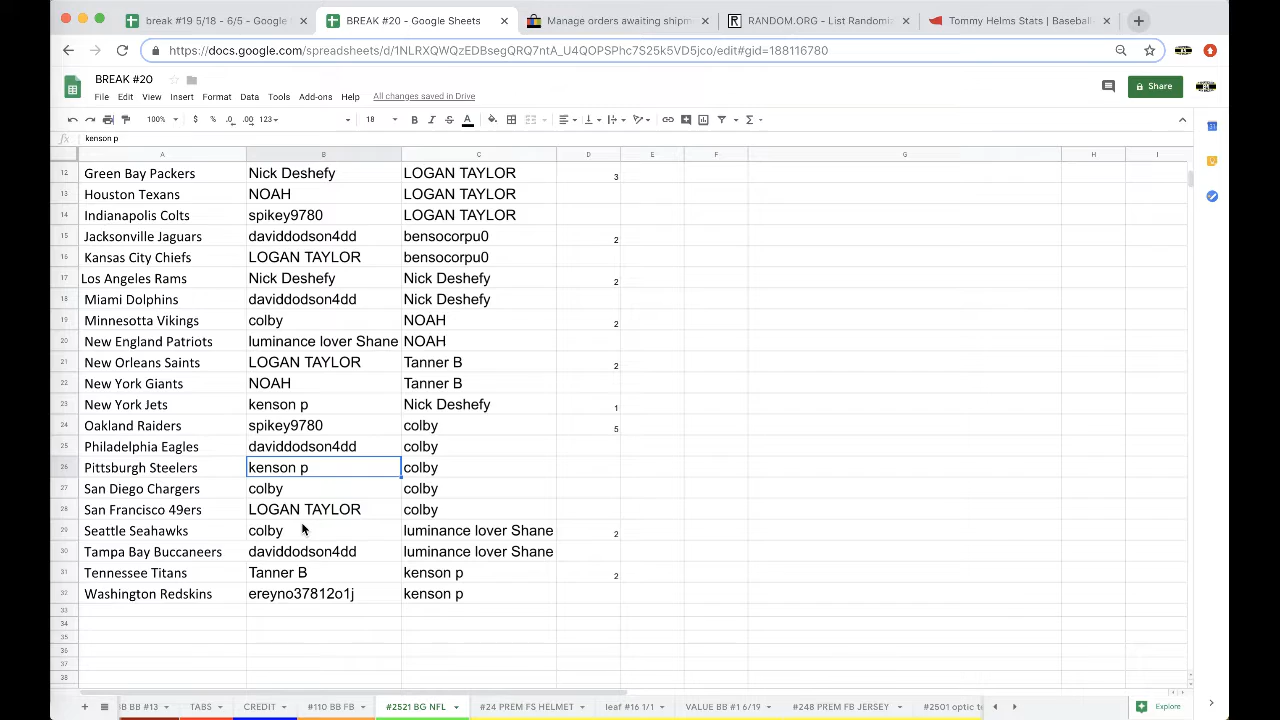 break #19 5/18 - 6/5 - Google
BREAK #20 - Google Sheets
Manage orders awaiting shipm
RANDOM.ORG - List Randomiz
Tommy Helms Stats | Baseball-
https://docs.google.com/spreadsheets/d/1NLRXQWQzEDBsegQRQ7ntA_U4QOPSPhc7S25k5VD5jco/edit#gid=188116780
BREAK #20
File Edit View Insert Format Data Tools Add-ons Help All changes saved in Drive
Share
100% $ % .0 .00 123 18
fx kenson p
A B C D E F G H I
12 Green Bay Packers Nick Deshefy LOGAN TAYLOR 3
13 Houston Texans NOAH LOGAN TAYLOR
14 Indianapolis Colts spikey9780 LOGAN TAYLOR
15 Jacksonville Jaguars daviddodson4dd bensocorpu0 2
16 Kansas City Chiefs LOGAN TAYLOR bensocorpu0
17 Los Angeles Rams Nick Deshefy Nick Deshefy 2
18 Miami Dolphins daviddodson4dd Nick Deshefy
19 Minnesotta Vikings colby NOAH 2
20 New England Patriots luminance lover Shane NOAH
21 New Orleans Saints LOGAN TAYLOR Tanner B 2
22 New York Giants NOAH Tanner B
23 New York Jets kenson p Nick Deshefy 1
24 Oakland Raiders spikey9780 colby 5
25 Philadelphia Eagles daviddodson4dd colby
26 Pittsburgh Steelers kenson p colby
27 San Diego Chargers colby colby
28 San Francisco 49ers LOGAN TAYLOR colby
29 Seattle Seahawks colby luminance lover Shane 2
30 Tampa Bay Buccaneers daviddodson4dd luminance lover Shane
31 Tennessee Titans Tanner B kenson p 2
32 Washington Redskins ereyno37812o1j kenson p
33
34
35
36
37
38
B BB #13 TABS CREDIT #110 BB FB #2521 BG NFL #24 PREM FS HELMET leaf #16 1/1 VALUE BB #1 6/19 #248 PREM FB JERSEY #2501 optic t
Explore